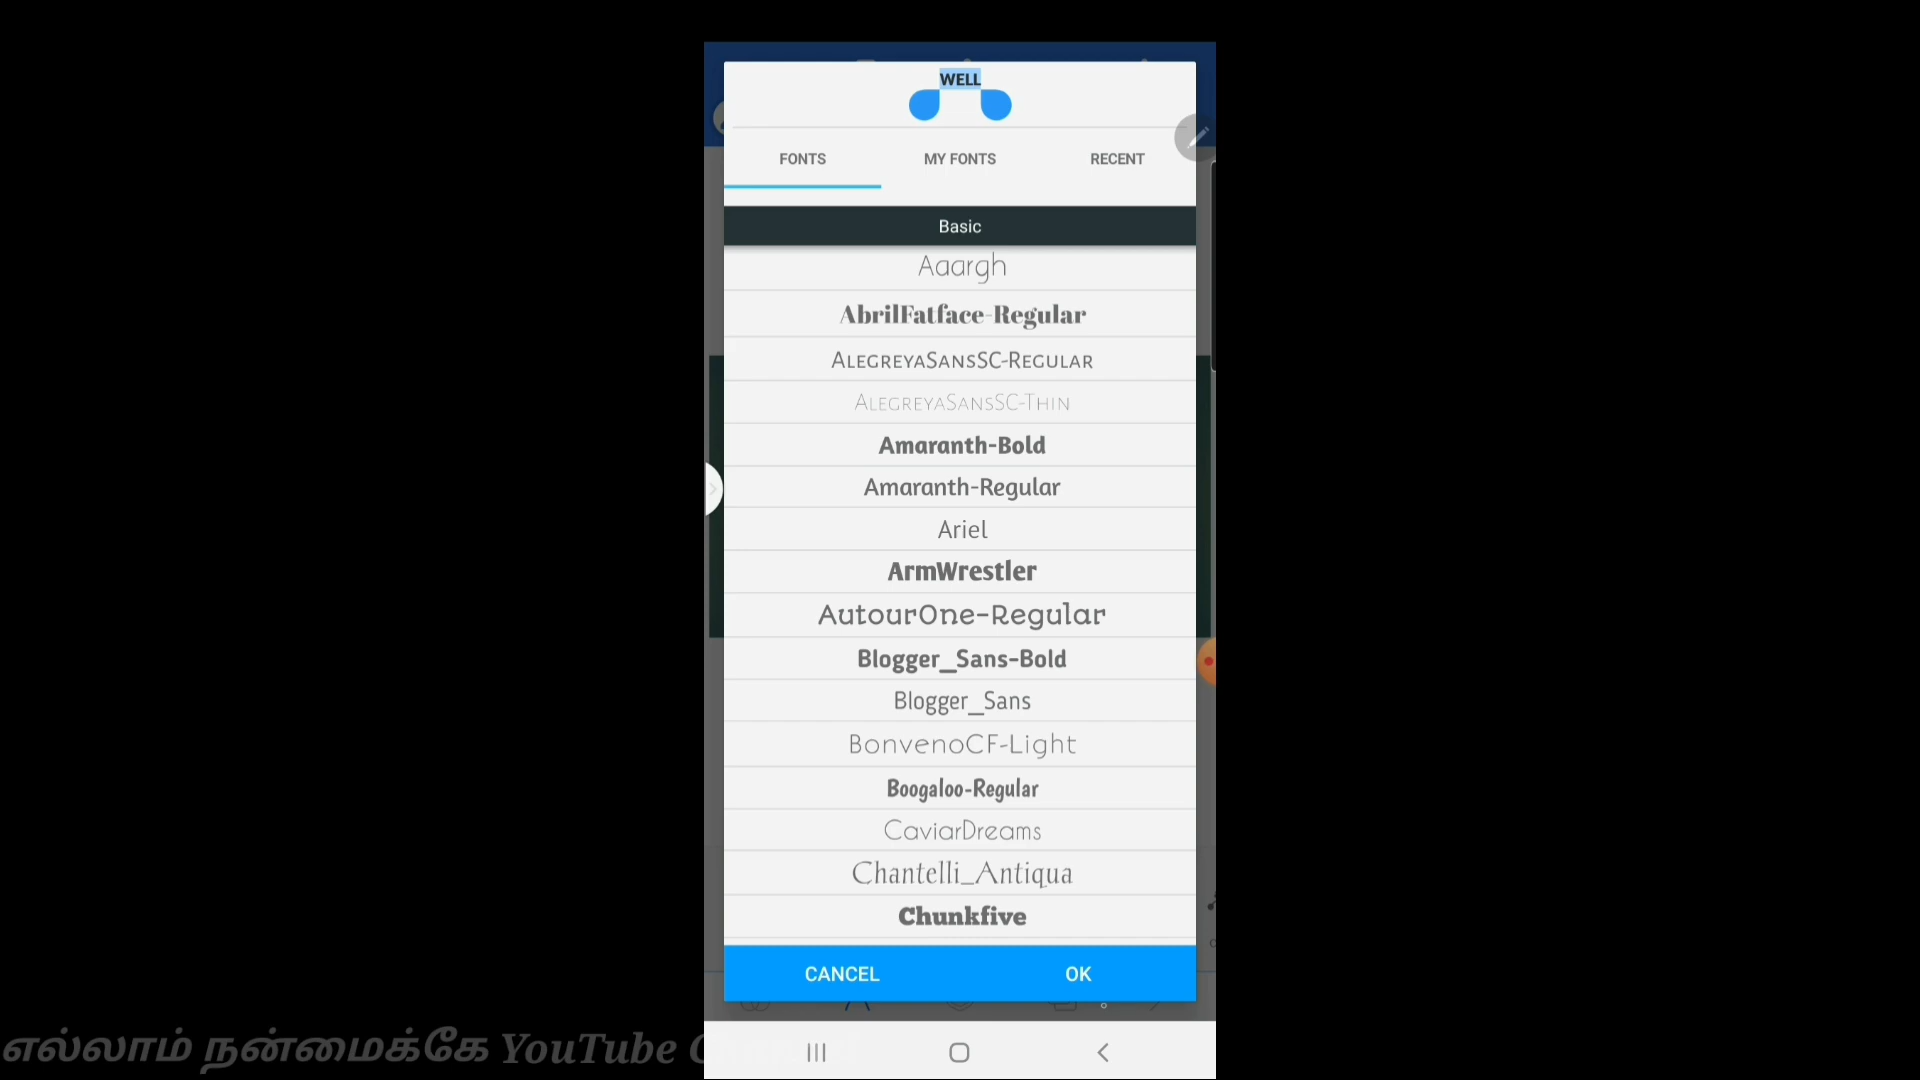 WELL
FONTS MY FONTS RECENT
Basic
Aaargh
AbrilFatface-Regular
AlegreyaSansSC-Regular
AlegreyaSansSC-Thin
Amaranth-Bold
Amaranth-Regular
Ariel
ArmWrestler
AutourOne-Regular
Blogger_Sans-Bold
Blogger_Sans
BonvenoCF-Light
Boogaloo-Regular
CaviarDreams
Chantelli_Antiqua
Chunkfive
CANCEL OK
எல்லாம் நன்மைக்கே YouTube